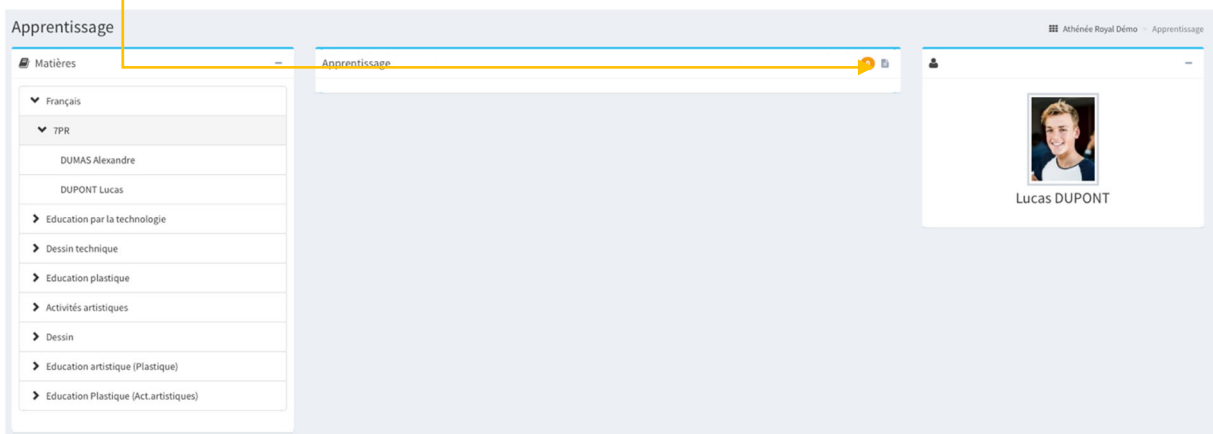 Apprentissage
Athénée Royal Démo > Apprentissage
Matières
Français
7PR
DUMAS Alexandre
DUPONT Lucas
Education par la technologie
Dessin technique
Education plastique
Activités artistiques
Dessin
Education artistique (Plastique)
Education Plastique (Act.artistiques)
Apprentissage
Lucas DUPONT